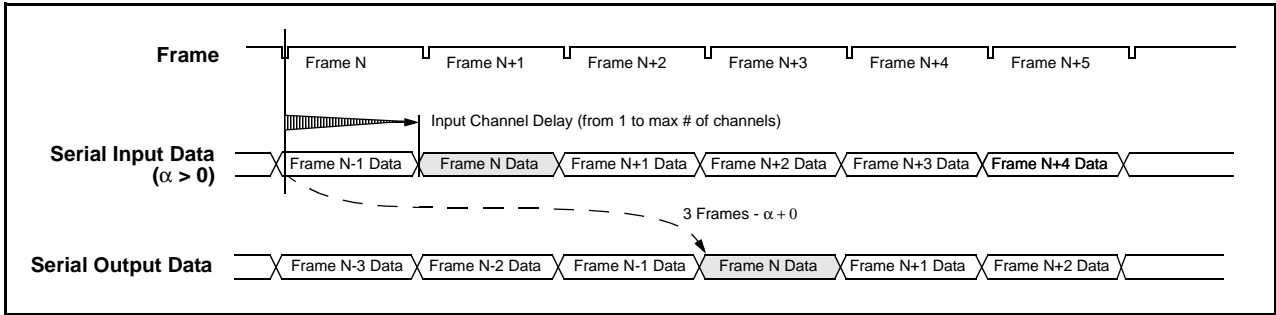 Frame
Frame N Frame N+1 Frame N+2 Frame N+3 Frame N+4 Frame N+5
Input Channel Delay (from 1 to max # of channels)
Serial Input Data
(α > 0)
Frame N-1 Data Frame N Data Frame N+1 Data Frame N+2 Data Frame N+3 Data Frame N+4 Data
3 Frames - α + 0
Serial Output Data
Frame N-3 Data Frame N-2 Data Frame N-1 Data Frame N Data Frame N+1 Data Frame N+2 Data